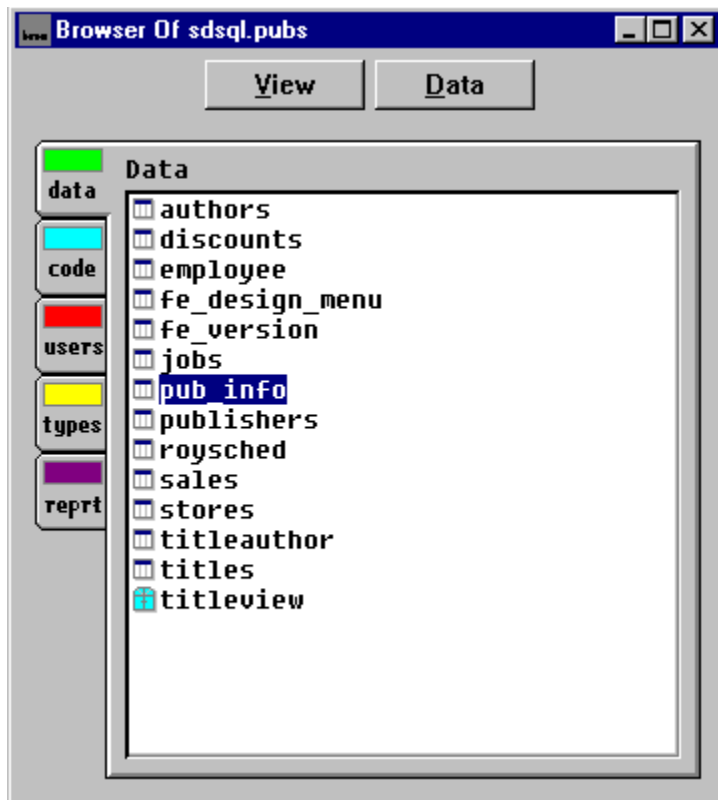 Browser Of sdsql.pubs
View Data
Data
data
code
users
types
reprt
authors
discounts
employee
fe_design_menu
fe_version
jobs
pub_info
publishers
roysched
sales
stores
titleauthor
titles
titleview